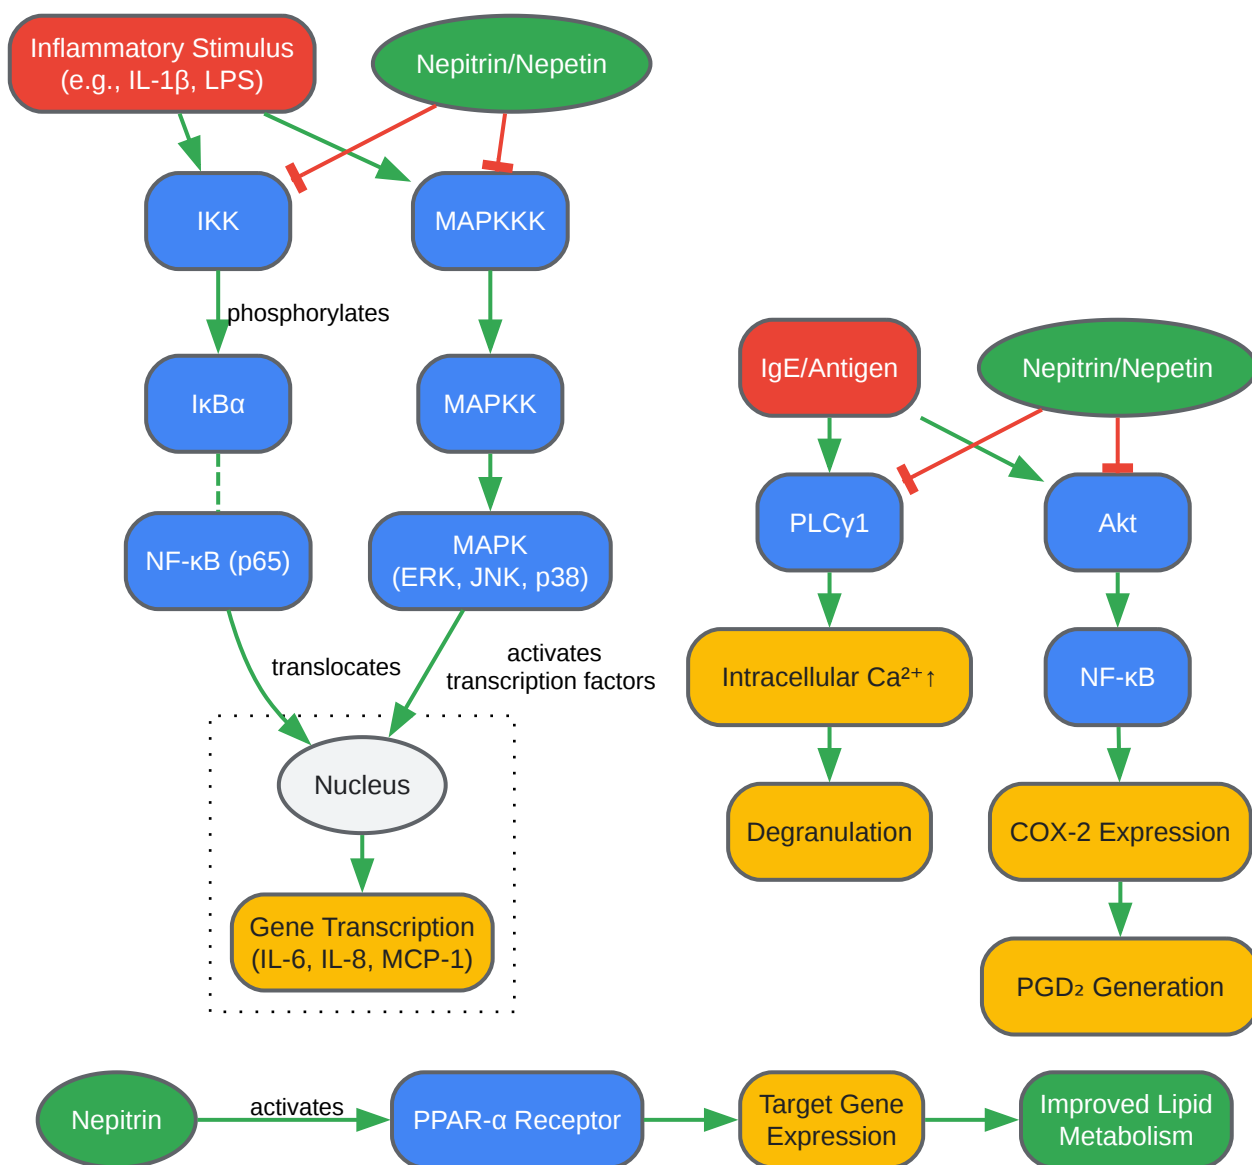 Inflammatory Stimulus
(e.g., IL-1β, LPS)
Nepitrin/Nepetin
IKK
MAPKKK
phosphorylates
IκBα
MAPKK
NF-κB (p65)
MAPK
(ERK, JNK, p38)
translocates
activates
transcription factors
Nucleus
Gene Transcription
(IL-6, IL-8, MCP-1)
IgE/Antigen
Nepitrin/Nepetin
PLCγ1
Akt
Intracellular Ca²⁺↑
NF-κB
Degranulation
COX-2 Expression
PGD₂ Generation
Nepitrin
activates
PPAR-α Receptor
Target Gene
Expression
Improved Lipid
Metabolism